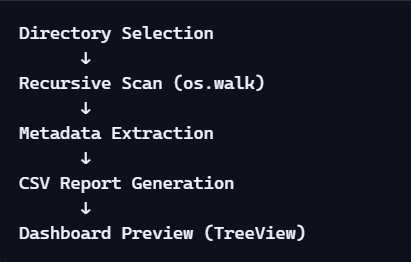 Directory Selection
↓
Recursive Scan (os.walk)
↓
Metadata Extraction
↓
CSV Report Generation
↓
Dashboard Preview (TreeView)